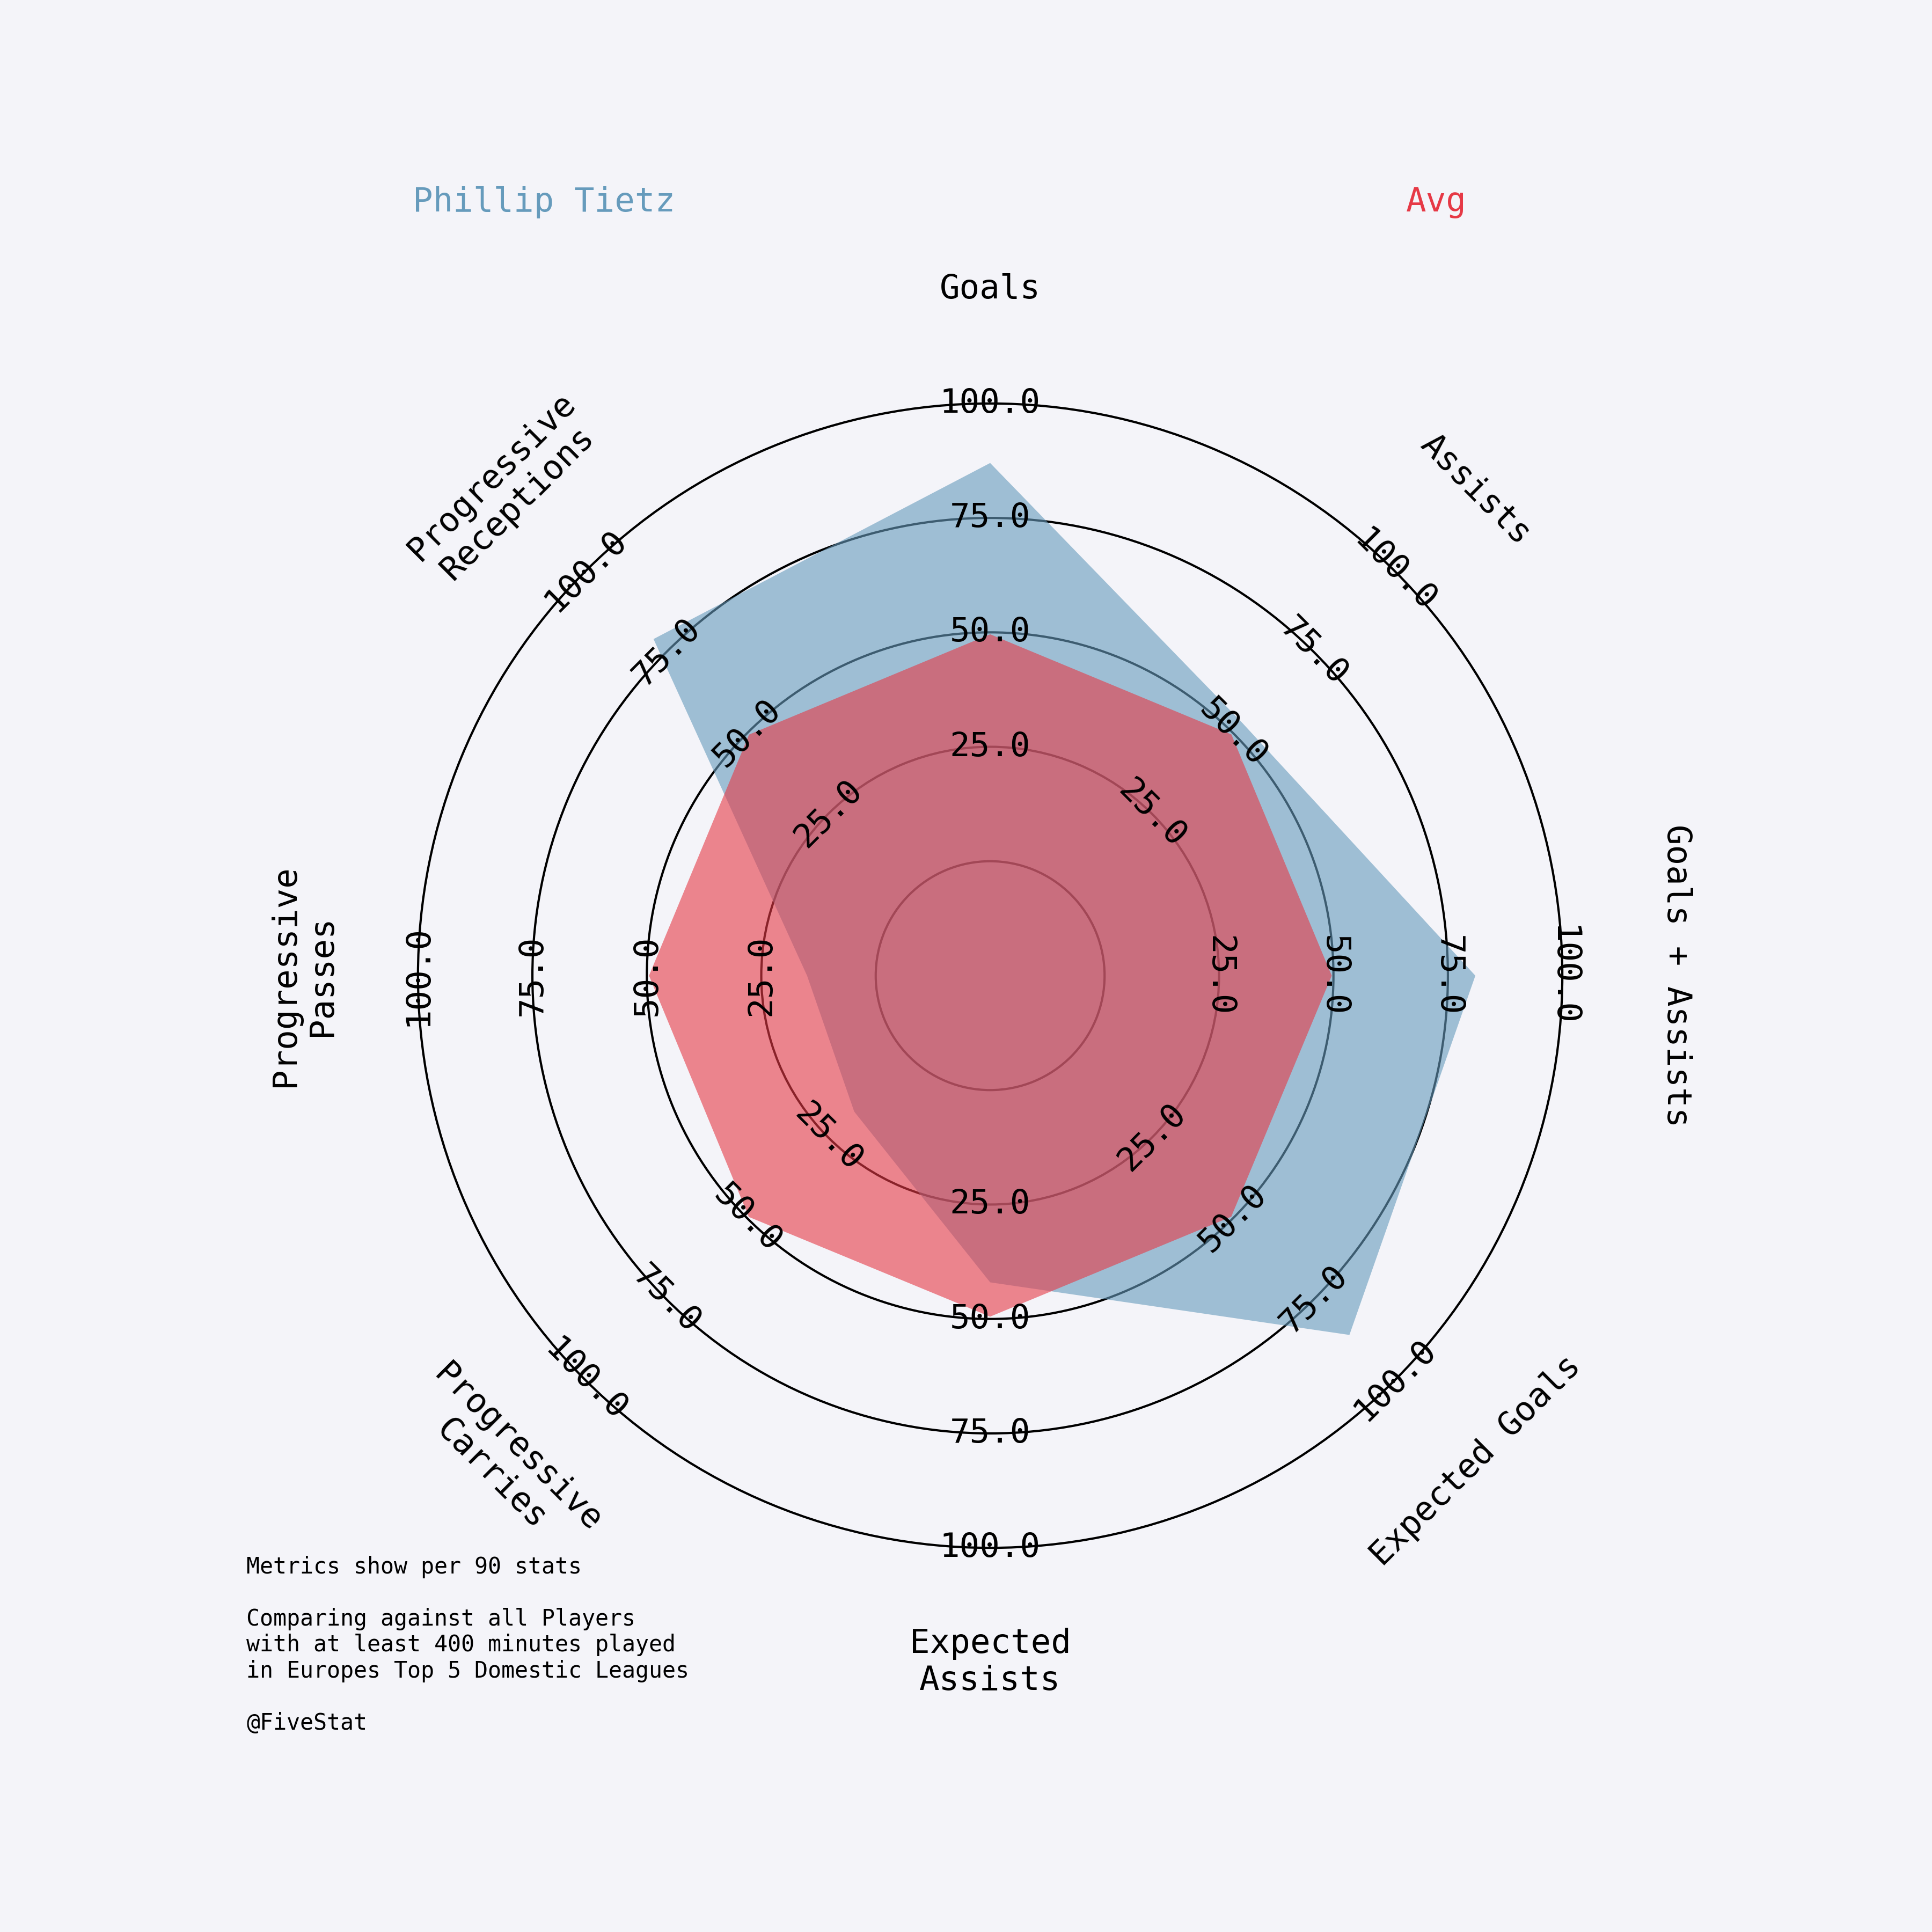 Phillip Tietz
Avg
Goals
Assists
Goals + Assists
Expected Goals
Expected
Assists
Progressive
Carries
Progressive
Passes
Progressive
Receptions
25.0
50.0
75.0
100.0
25.0
50.0
75.0
100.0
25.0
50.0
75.0
100.0
25.0
50.0
75.0
100.0
25.0
50.0
75.0
100.0
25.0
50.0
75.0
100.0
25.0
50.0
75.0
100.0
25.0
50.0
75.0
100.0
Metrics show per 90 stats
Comparing against all Players
with at least 400 minutes played
in Europes Top 5 Domestic Leagues
@FiveStat